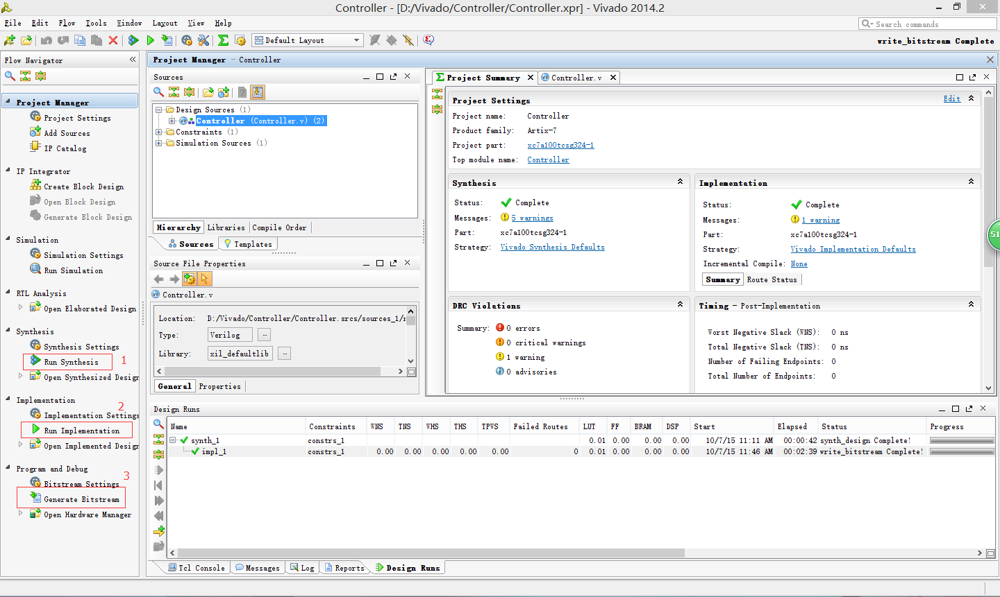 Controller - [D:/Vivado/Controller/Controller.xpr] - Vivado 2014.2
File Edit Flow Tools Window Layout View Help
Search commands
Default Layout
write_bitstream Complete
Flow Navigator
Project Manager
Project Settings
Add Sources
IP Catalog
IP Integrator
Create Block Design
Open Block Design
Generate Block Design
Simulation
Simulation Settings
Run Simulation
RTL Analysis
Open Elaborated Design
Synthesis
Synthesis Settings
Run Synthesis 1
Open Synthesized Design
Implementation
2
Implementation Settings
Run Implementation
Open Implemented Design
Program and Debug
3
Bitstream Settings
Generate Bitstream
Open Hardware Manager
Project Manager - Controller
Sources
Design Sources (1)
Controller (Controller.v) (2)
Constraints (1)
Simulation Sources (1)
Hierarchy Libraries Compile Order
Sources Templates
Source File Properties
Controller.v
Location: D:/Vivado/Controller/Controller.srcs/sources_1/
Type: Verilog ...
Library: xil_defaultlib ...
General Properties
Project Summary Controller.v
Project Settings Edit
Project name: Controller
Product family: Artix-7
Project part: xc7a100tcsg324-1
Top module name: Controller
Synthesis
Status: Complete
Messages: 5 warnings
Part: xc7a100tcsg324-1
Strategy: Vivado Synthesis Defaults
Implementation
Status: Complete
Messages: 1 warning
Part: xc7a100tcsg324-1
Strategy: Vivado Implementation Defaults
Incremental Compile: None
Summary Route Status
51
DRC Violations
Summary: 0 errors
0 critical warnings
1 warning
0 advisories
Timing - Post-Implementation
Worst Negative Slack (WNS): 0 ns
Total Negative Slack (TNS): 0 ns
Number of Failing Endpoints: 0
Total Number of Endpoints: 0
Design Runs
Name Constraints WNS TNS WHS THS TPWS Failed Routes LUT FF BRAM DSP Start Elapsed Status Progress
synth_1 constrs_1 0.01 0.00 0.00 0.00 10/7/15 11:11 AM 00:00:42 synth_design Complete!
impl_1 constrs_1 0.00 0.00 0.00 0.00 0.00 0 0.01 0.00 0.00 0.00 10/7/15 11:46 AM 00:02:39 write_bitstream Complete!
Tcl Console Messages Log Reports Design Runs